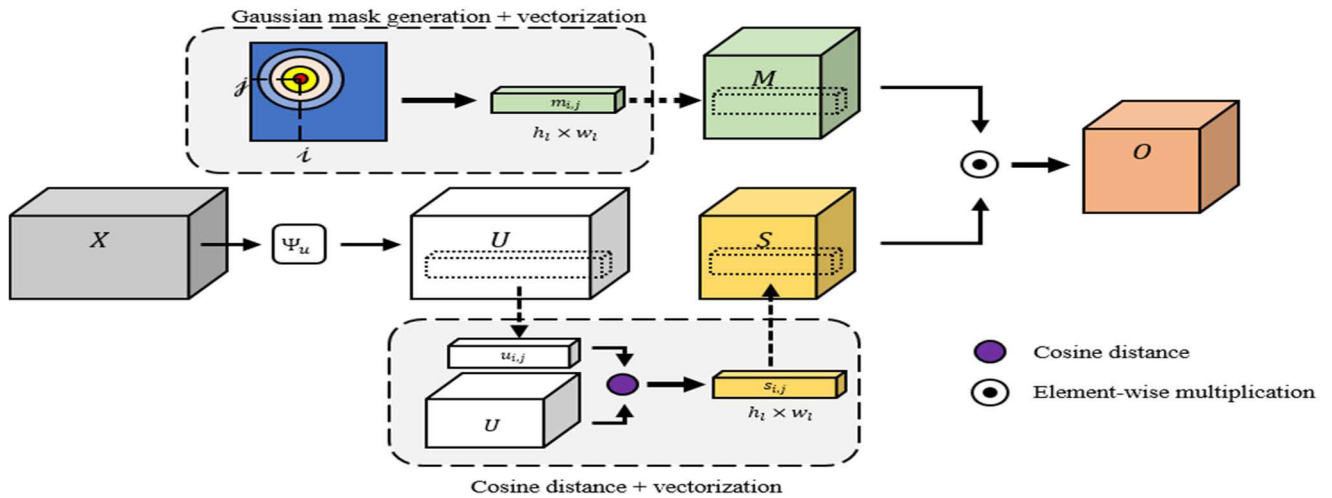 Gaussian mask generation + vectorization
j
i
m_{i,j}
h_l × w_l
M
O
X
Ψ_u
U
S
u_{i,j}
U
s_{i,j}
h_l × w_l
Cosine distance
Element-wise multiplication
Cosine distance + vectorization